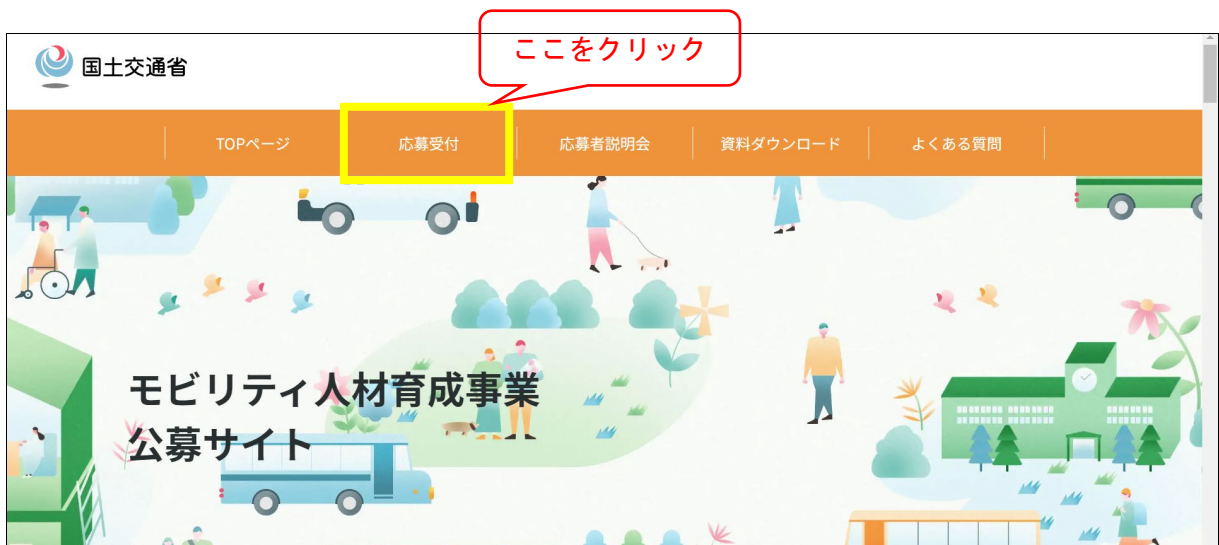 ここをクリック
国土交通省
TOPページ
応募受付
応募者説明会
資料ダウンロード
よくある質問
モビリティ人材育成事業
公募サイト